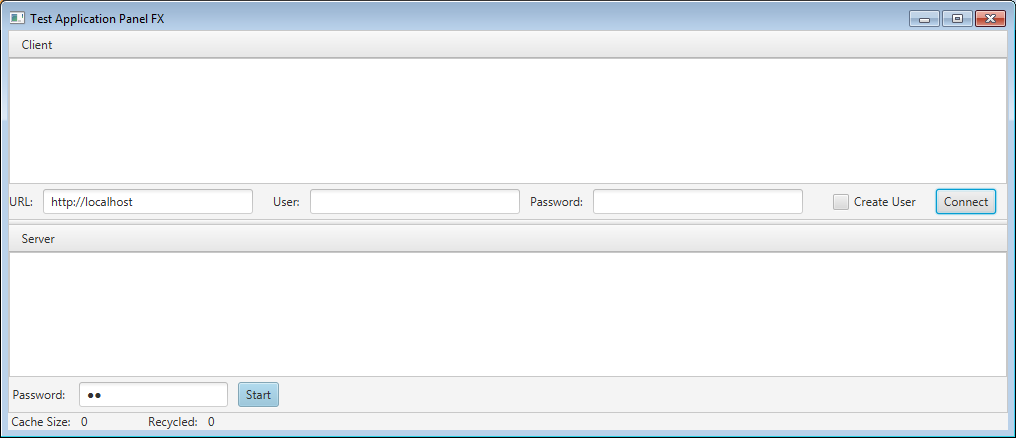 Test Application Panel FX
Client
URL: http://localhost User: Password: Create User Connect
Server
Password: ●● Start
Cache Size: 0 Recycled: 0